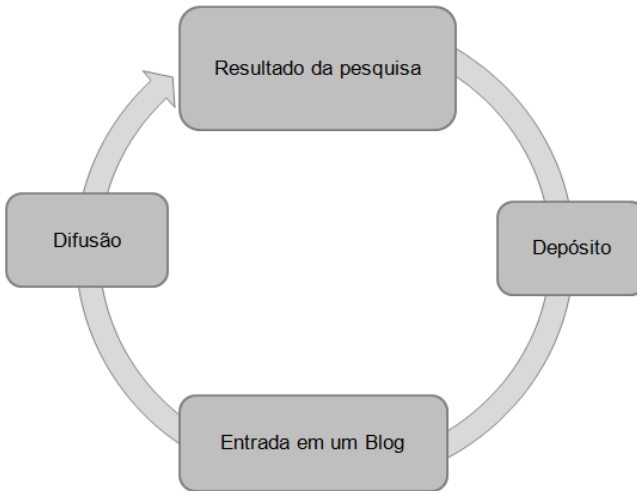 Resultado da pesquisa
Difusão
Depósito
Entrada em um Blog